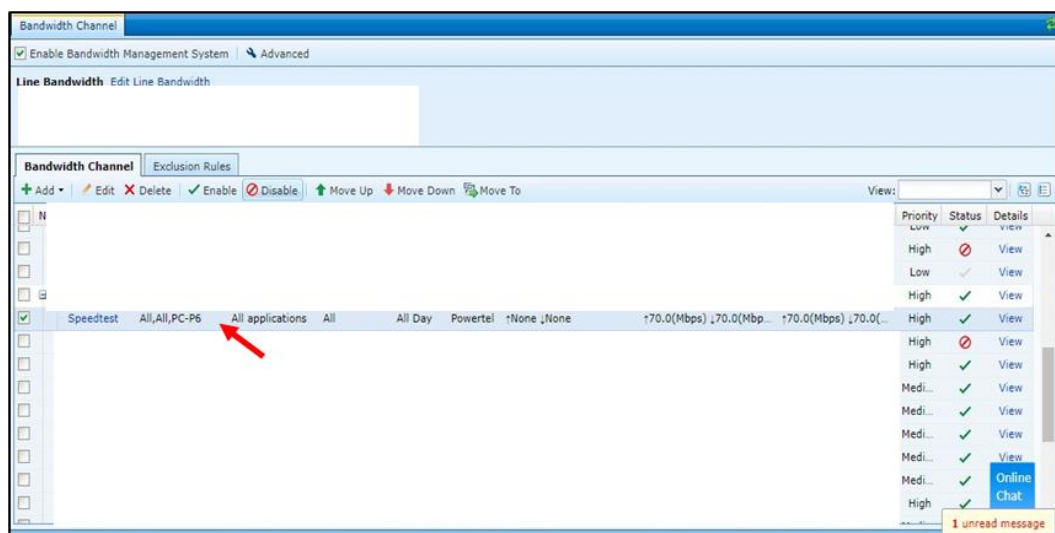 Bandwidth Channel
Enable Bandwidth Management System Advanced
Line Bandwidth Edit Line Bandwidth
Bandwidth Channel Exclusion Rules
Add Edit Delete Enable Disable Move Up Move Down Move To View:
N Priority Status Details
Low View
High View
Low View
High View
Speedtest All,All,PC-P6 All applications All All Day Powertel ↑None ↓None ↑70.0(Mbps) ↓70.0(Mbp... ↑70.0(Mbps) ↓70.0(... High View
High View
High View
Medi... View
Medi... View
Medi... View
Medi... View
Medi... Online
High Chat
1 unread message